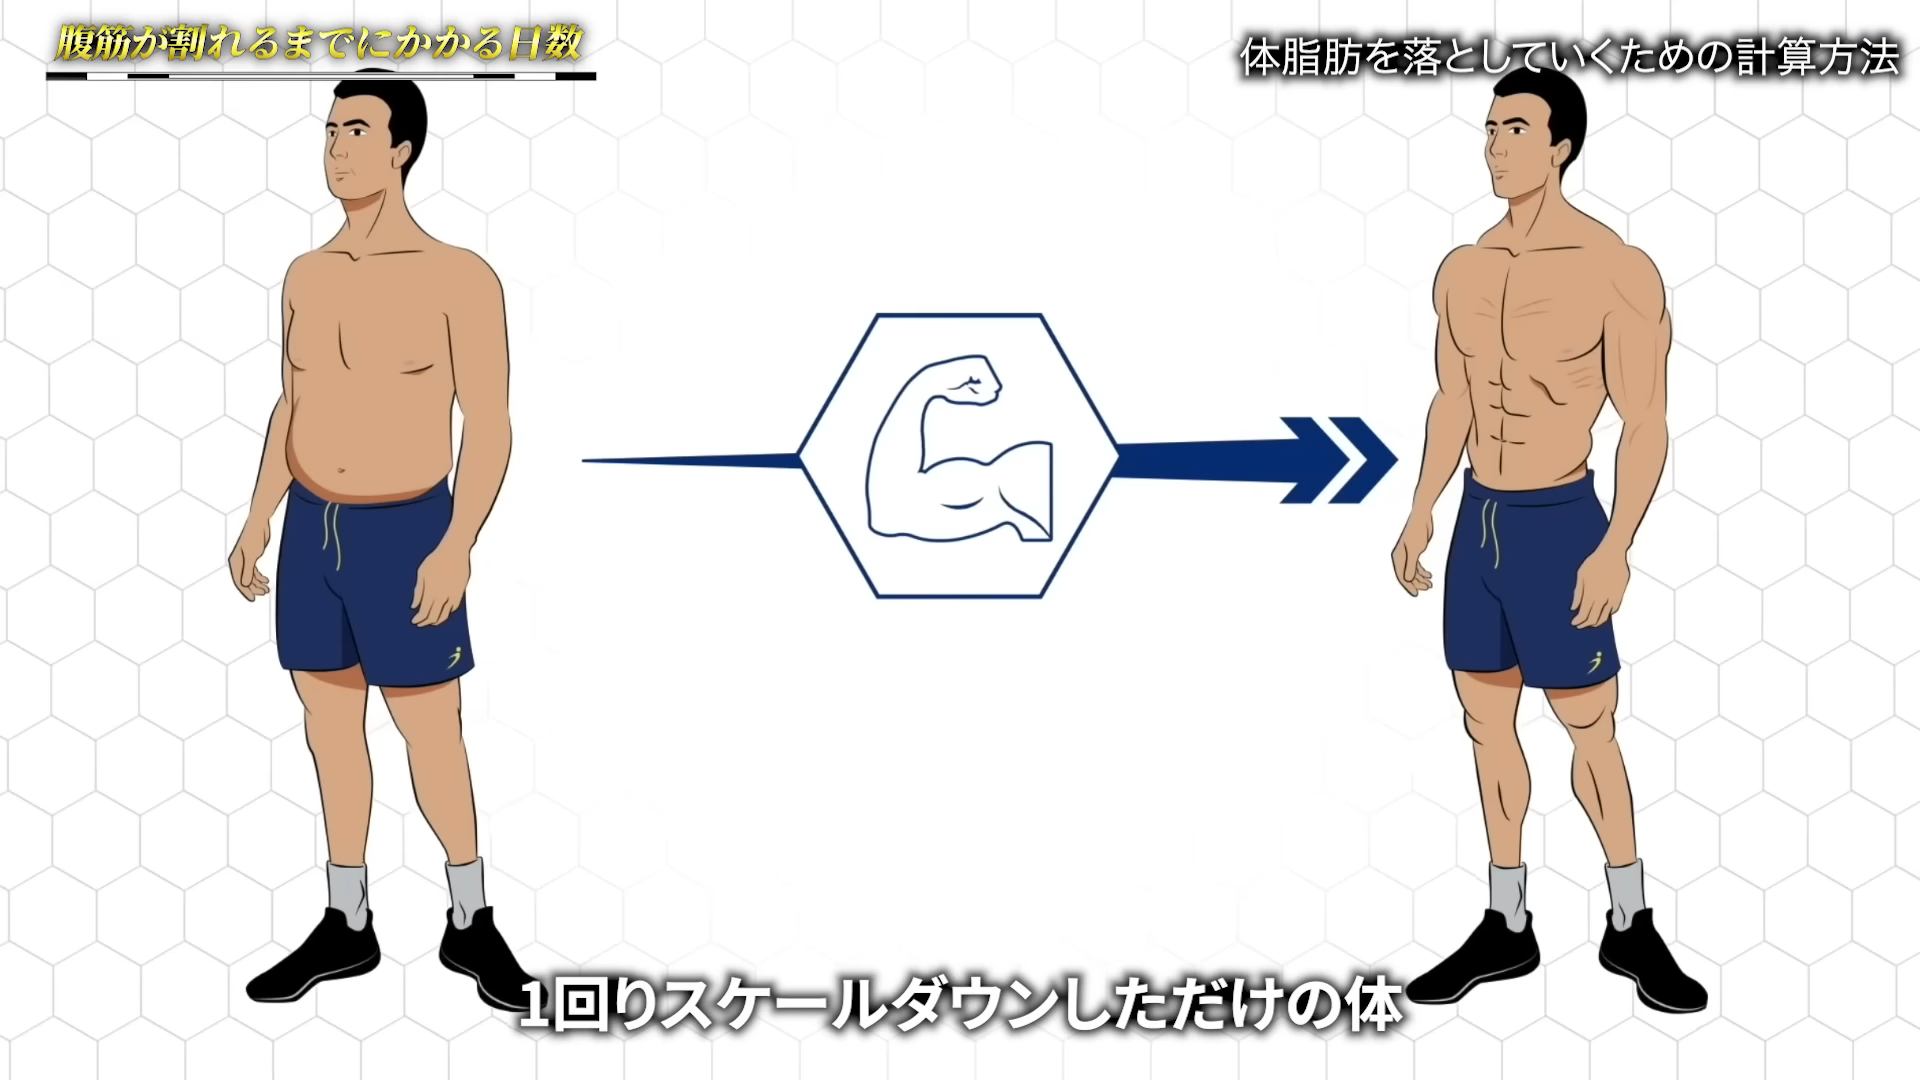 腹筋が割れるまでにかかる日数
体脂肪を落としていくための計算方法
1回りスケールダウンしただけの体